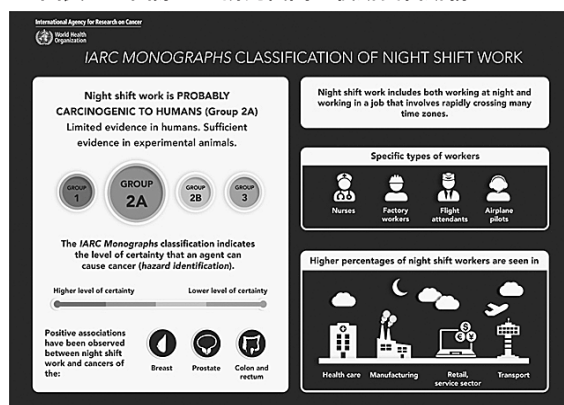 International Agency for Research on Cancer
World Health
Organization
IARC MONOGRAPHS CLASSIFICATION OF NIGHT SHIFT WORK
Night shift work is PROBABLY
CARCINOGENIC TO HUMANS (Group 2A)
Limited evidence in humans. Sufficient
evidence in experimental animals.
GROUP
1
GROUP
2A
GROUP
2B
GROUP
3
The IARC Monographs classification indicates
the level of certainty that an agent can
cause cancer (hazard identification).
Higher level of certainty
Lower level of certainty
Positive associations
have been observed
between night shift
work and cancers of
the:
Breast
Prostate
Colon and
rectum
Night shift work includes both working at night and
working in a job that involves rapidly crossing many
time zones.
Specific types of workers
Nurses
Factory
workers
Flight
attendants
Airplane
pilots
Higher percentages of night shift workers are seen in
Health care
Manufacturing
Retail,
service sector
Transport